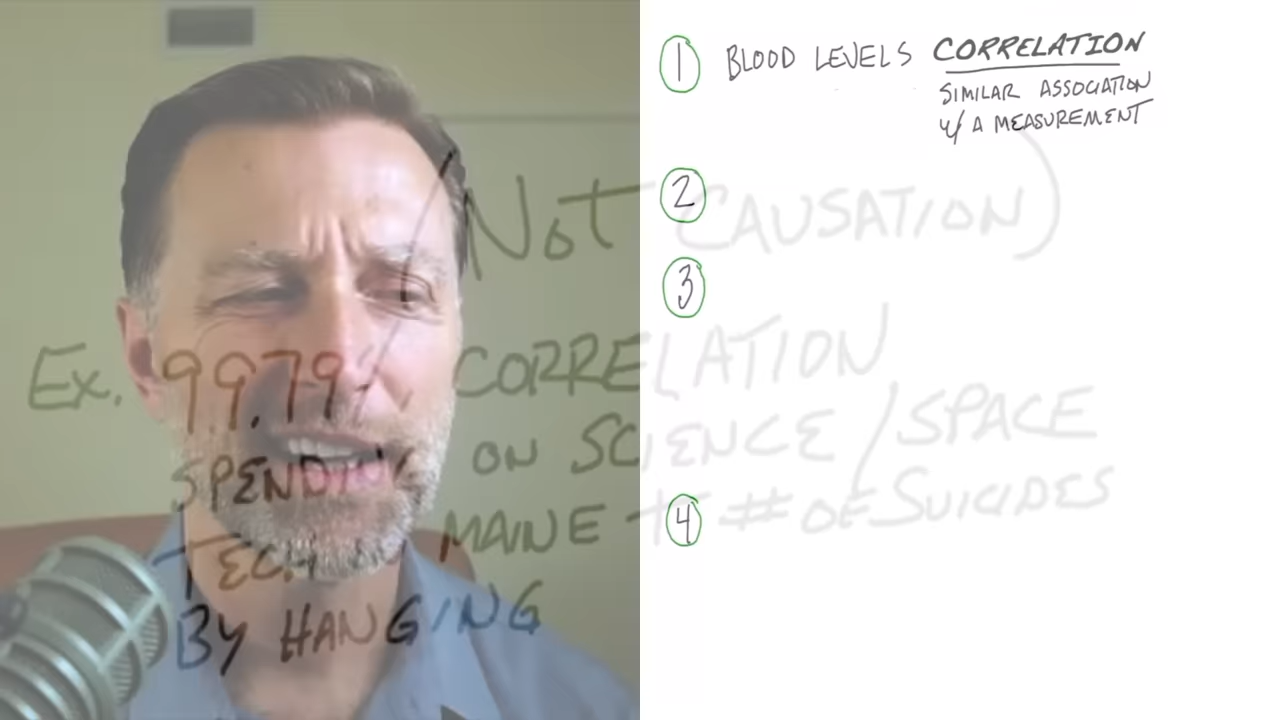 1 BLOOD LEVELS CORRELATION
SIMILAR ASSOCIATION
w/ A MEASUREMENT
2
3
4
(Not CAUSATION)
Ex. 99.79% CORRELATION
SPENDING ON SCIENCE/SPACE
TECH MAINE # OF SUICIDES
BY HANGING